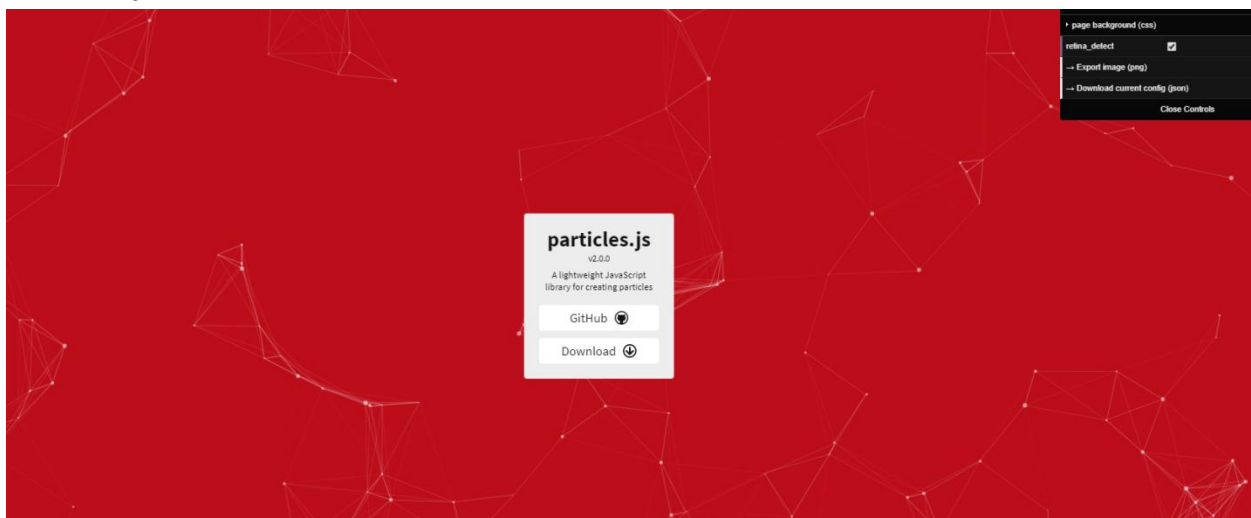 page background (css)
retina_detect
→ Export image (png)
→ Download current config (json)
Close Controls
particles.js
v2.0.0
A lightweight JavaScript
library for creating particles
GitHub
Download